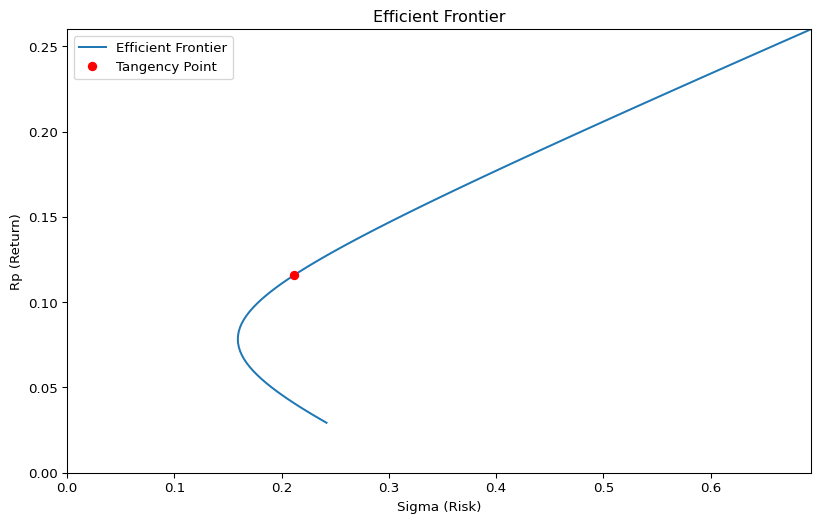 Efficient Frontier
Efficient Frontier
Tangency Point
Rp (Return)
0.25
0.20
0.15
0.10
0.05
0.00
0.0 0.1 0.2 0.3 0.4 0.5 0.6
Sigma (Risk)